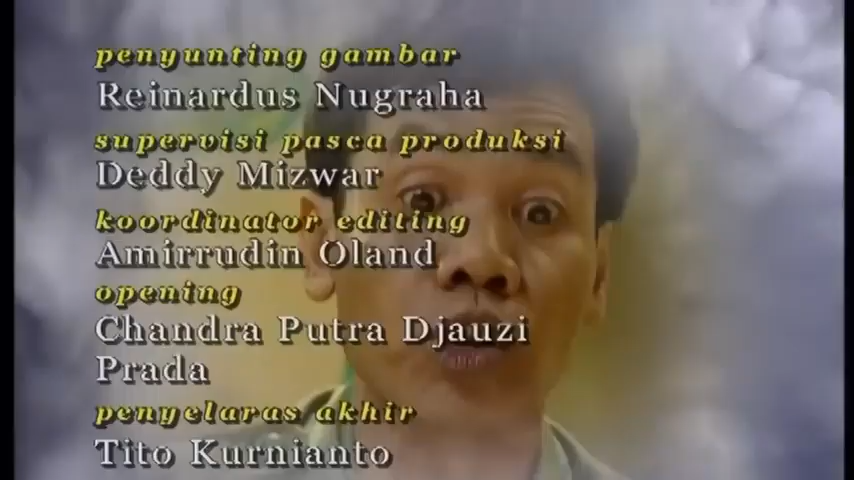 penyunting gambar
Reinardus Nugraha
supervisi pasca produksi
Deddy Mizwar
koordinator editing
Amirrudin Oland
opening
Chandra Putra Djauzi
Prada
penyelaras akhir
Tito Kurnianto